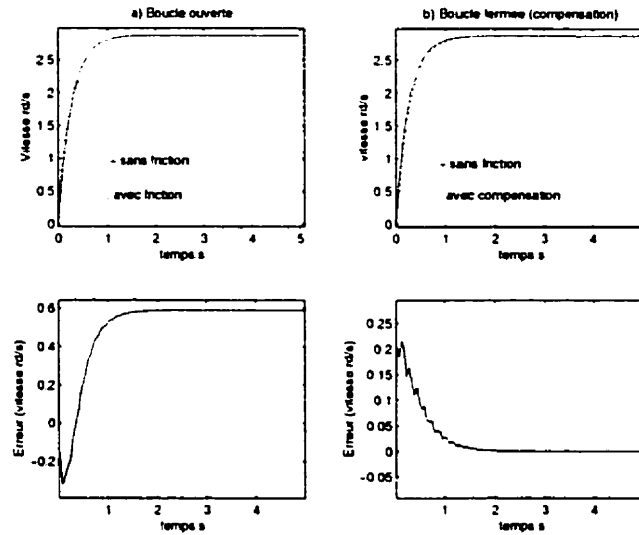 a) Boucle ouverte
Vitesse rd/s
2.5
2
1.5
1
0.5
0
sans friction
avec friction
0 1 2 3 4 5
temps s
b) Boucle fermee (compensation)
vitesse rd/s
2.5
2
1.5
1
0.5
0
sans friction
avec compensation
0 1 2 3 4
temps s
Erreur (vitesse rd/s)
0.6
0.4
0.2
0
-0.2
0 1 2 3 4
temps s
Erreur (vitesse rd/s)
0.25
0.2
0.15
0.1
0.05
0
-0.05
0 1 2 3 4
temps s